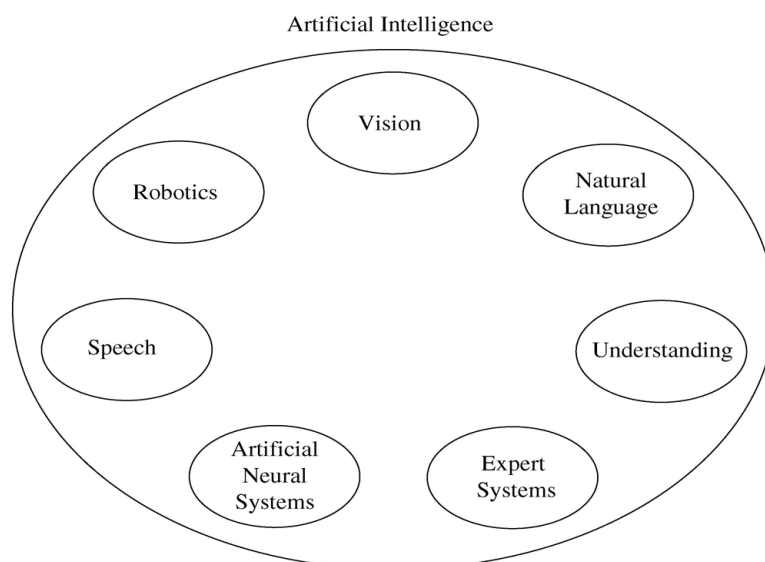 Artificial Intelligence
Vision
Robotics
Natural
Language
Speech
Understanding
Artificial
Neural
Systems
Expert
Systems